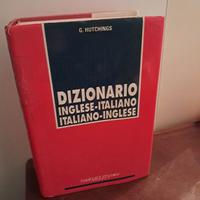 G. HUTCHINGS
DIZIONARIO
INGLESE-ITALIANO
ITALIANO-INGLESE